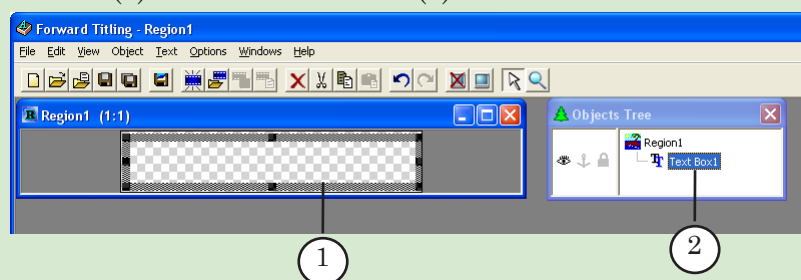 Forward Titling - Region1
File Edit View Object Text Options Windows Help
Region1 (1:1)
Objects Tree
Region1
Text Box1
1
2